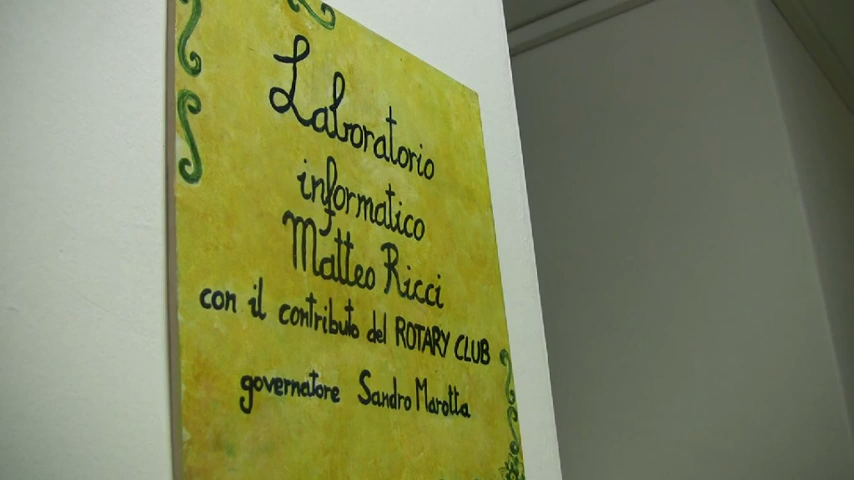 Laboratorio
informatico
Matteo Ricci
con il contributo del ROTARY CLUB
governatore Sandro Marotta